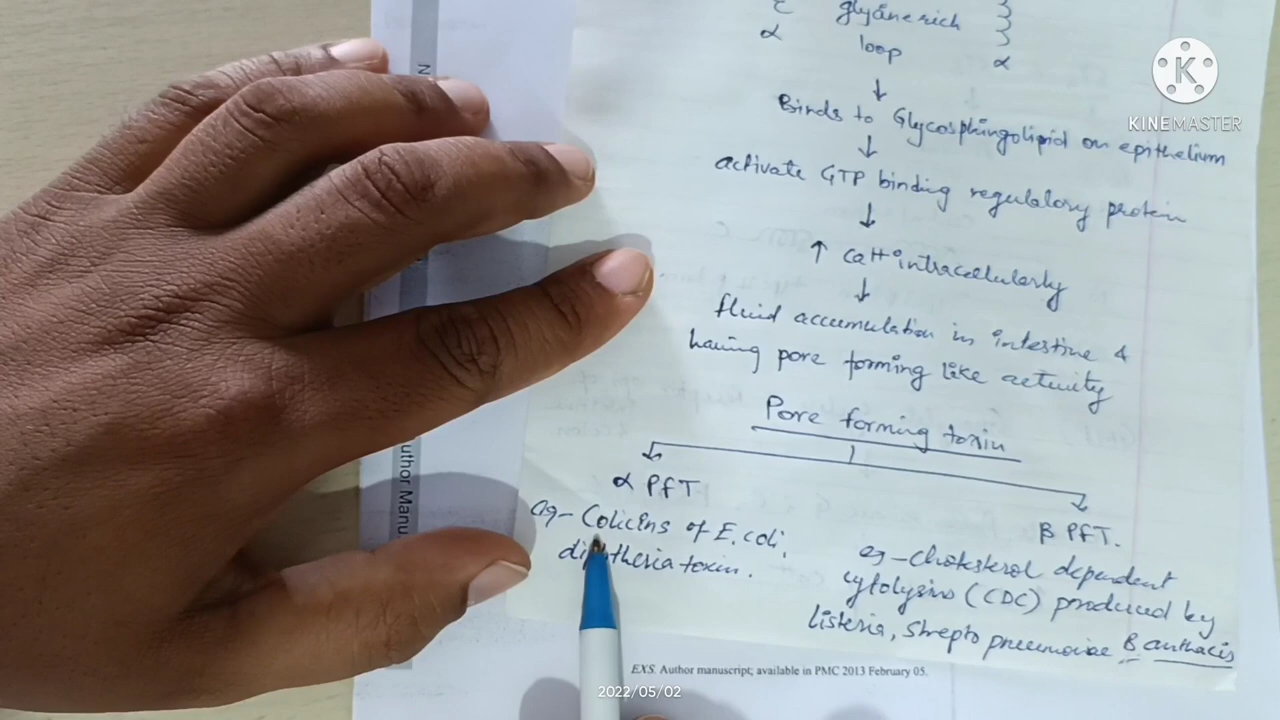 glycine rich
α loop α
↓
Binds to Glycosphingolipid on epithelium
↓
activate GTP binding regulatory protein
↓
↑ Ca++ intracellularly
↓
fluid accumulation in intestine &
having pore forming like activity
Pore forming toxin
α PFT
eg- Colicins of E. coli,
diphtheria toxin.
β PFT.
eg- Cholesterol dependent
cytolysins (CDC) produced by
listeria, Strepto pneumoniae B anthacis
EXS. Author manuscript; available in PMC 2013 February 05.
uthor Manu
N
K
KINEMASTER
2022/05/02